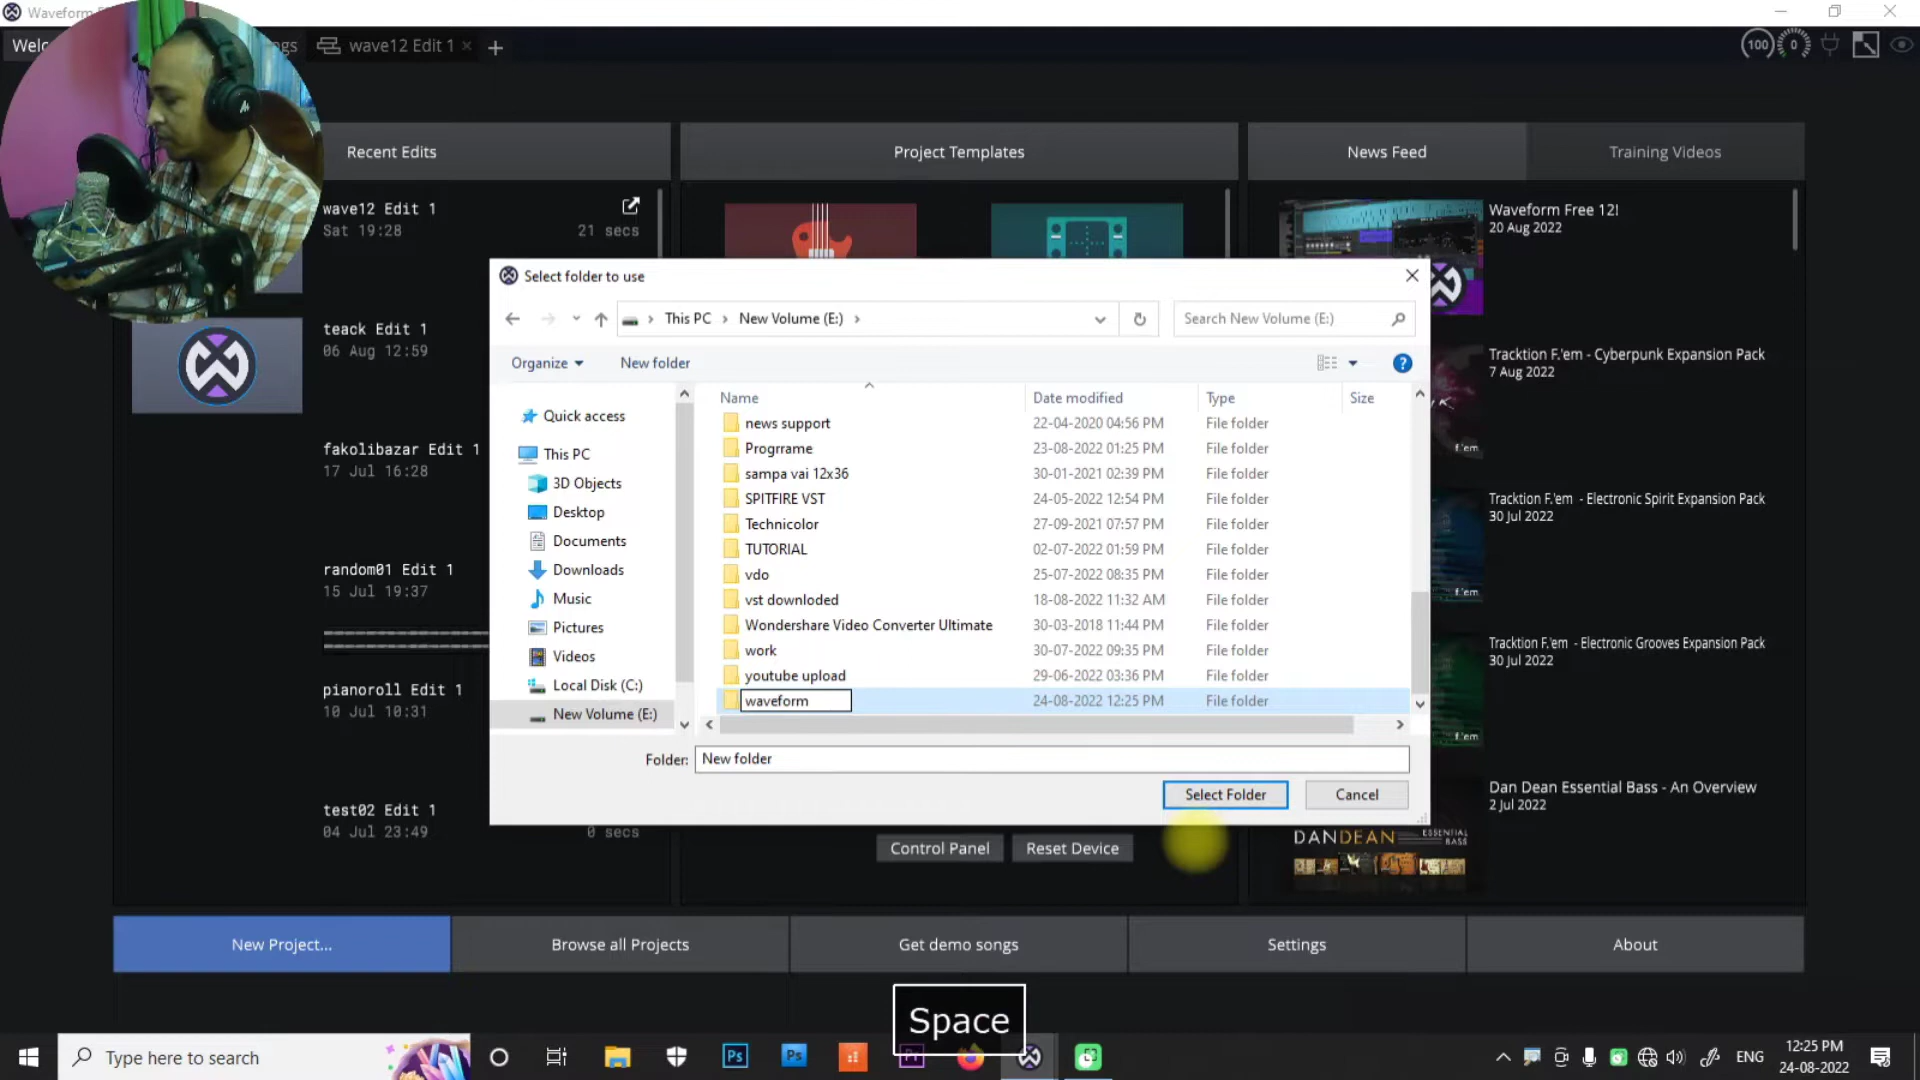 Waveform
Welc
ngs
wave12 Edit 1
100
0
Recent Edits
Project Templates
News Feed
Training Videos
wave12 Edit 1
Sat 19:28
21 secs
teack Edit 1
06 Aug 12:59
fakolibazar Edit 1
17 Jul 16:28
random01 Edit 1
15 Jul 19:37
pianoroll Edit 1
10 Jul 10:31
test02 Edit 1
04 Jul 23:49
0 secs
Select folder to use
This PC
New Volume (E:)
Search New Volume (E:)
Organize
New folder
Quick access
This PC
3D Objects
Desktop
Documents
Downloads
Music
Pictures
Videos
Local Disk (C:)
New Volume (E:)
Name Date modified Type Size
news support 22-04-2020 04:56 PM File folder
Progrrame 23-08-2022 01:25 PM File folder
sampa vai 12x36 30-01-2021 02:39 PM File folder
SPITFIRE VST 24-05-2022 12:54 PM File folder
Technicolor 27-09-2021 07:57 PM File folder
TUTORIAL 02-07-2022 01:59 PM File folder
vdo 25-07-2022 08:35 PM File folder
vst downloded 18-08-2022 11:32 AM File folder
Wondershare Video Converter Ultimate 30-03-2018 11:44 PM File folder
work 30-07-2022 09:35 PM File folder
youtube upload 29-06-2022 03:36 PM File folder
waveform 24-08-2022 12:25 PM File folder
Folder: New folder
Select Folder
Cancel
Control Panel
Reset Device
Waveform Free 12!
20 Aug 2022
Tracktion F.'em - Cyberpunk Expansion Pack
7 Aug 2022
f.'em
Tracktion F.'em - Electronic Spirit Expansion Pack
30 Jul 2022
f.'em
Tracktion F.'em - Electronic Grooves Expansion Pack
30 Jul 2022
f.'em
Dan Dean Essential Bass - An Overview
2 Jul 2022
DANDEAN ESSENTIAL BASS
New Project...
Browse all Projects
Get demo songs
Settings
About
Space
Type here to search
Ps
Ps
Pr
ENG
12:25 PM
24-08-2022